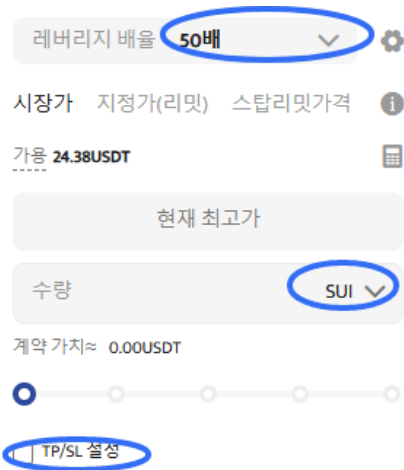 레버리지 배율 50배
시장가 지정가(리밋) 스탑리밋가격
가용 24.38USDT
현재 최고가
수량 SUI
계약 가치≈ 0.00USDT
TP/SL 설정